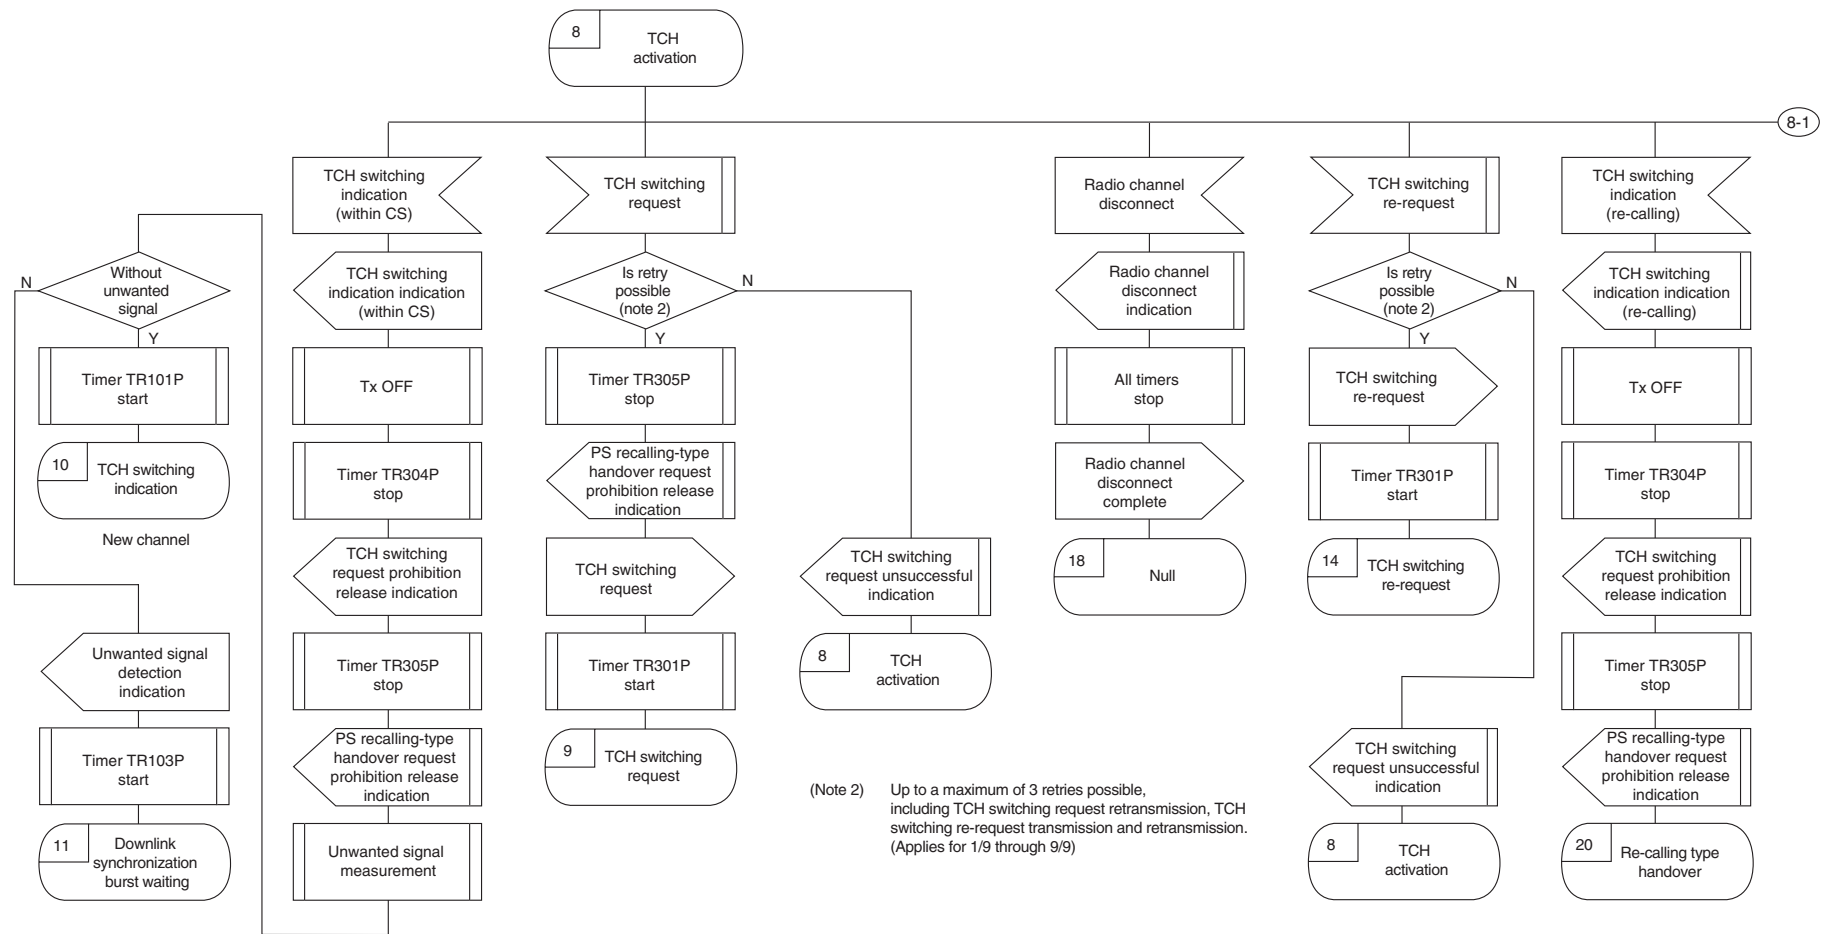 8
TCH
activation
8-1
Without
unwanted
signal
N
Y
Timer TR101P
start
10
TCH switching
indication
New channel
Unwanted signal
detection
indication
Timer TR103P
start
11
Downlink
synchronization
burst waiting
TCH switching
indication
(within CS)
TCH switching
indication indication
(within CS)
Tx OFF
Timer TR304P
stop
TCH switching
request prohibition
release indication
Timer TR305P
stop
PS recalling-type
handover request
prohibition release
indication
Unwanted signal
measurement
TCH switching
request
Is retry
possible
(note 2)
N
Y
Timer TR305P
stop
PS recalling-type
handover request
prohibition release
indication
TCH switching
request
Timer TR301P
start
9
TCH switching
request
TCH switching
request unsuccessful
indication
8
TCH
activation
Radio channel
disconnect
Radio channel
disconnect
indication
All timers
stop
Radio channel
disconnect
complete
18
Null
TCH switching
re-request
Is retry
possible
(note 2)
N
Y
TCH switching
re-request
Timer TR301P
start
14
TCH switching
re-request
TCH switching
request unsuccessful
indication
8
TCH
activation
TCH switching
indication
(re-calling)
TCH switching
indication indication
(re-calling)
Tx OFF
Timer TR304P
stop
TCH switching
request prohibition
release indication
Timer TR305P
stop
PS recalling-type
handover request
prohibition release
indication
20
Re-calling type
handover
(Note 2) Up to a maximum of 3 retries possible,
including TCH switching request retransmission, TCH
switching re-request transmission and retransmission.
(Applies for 1/9 through 9/9)